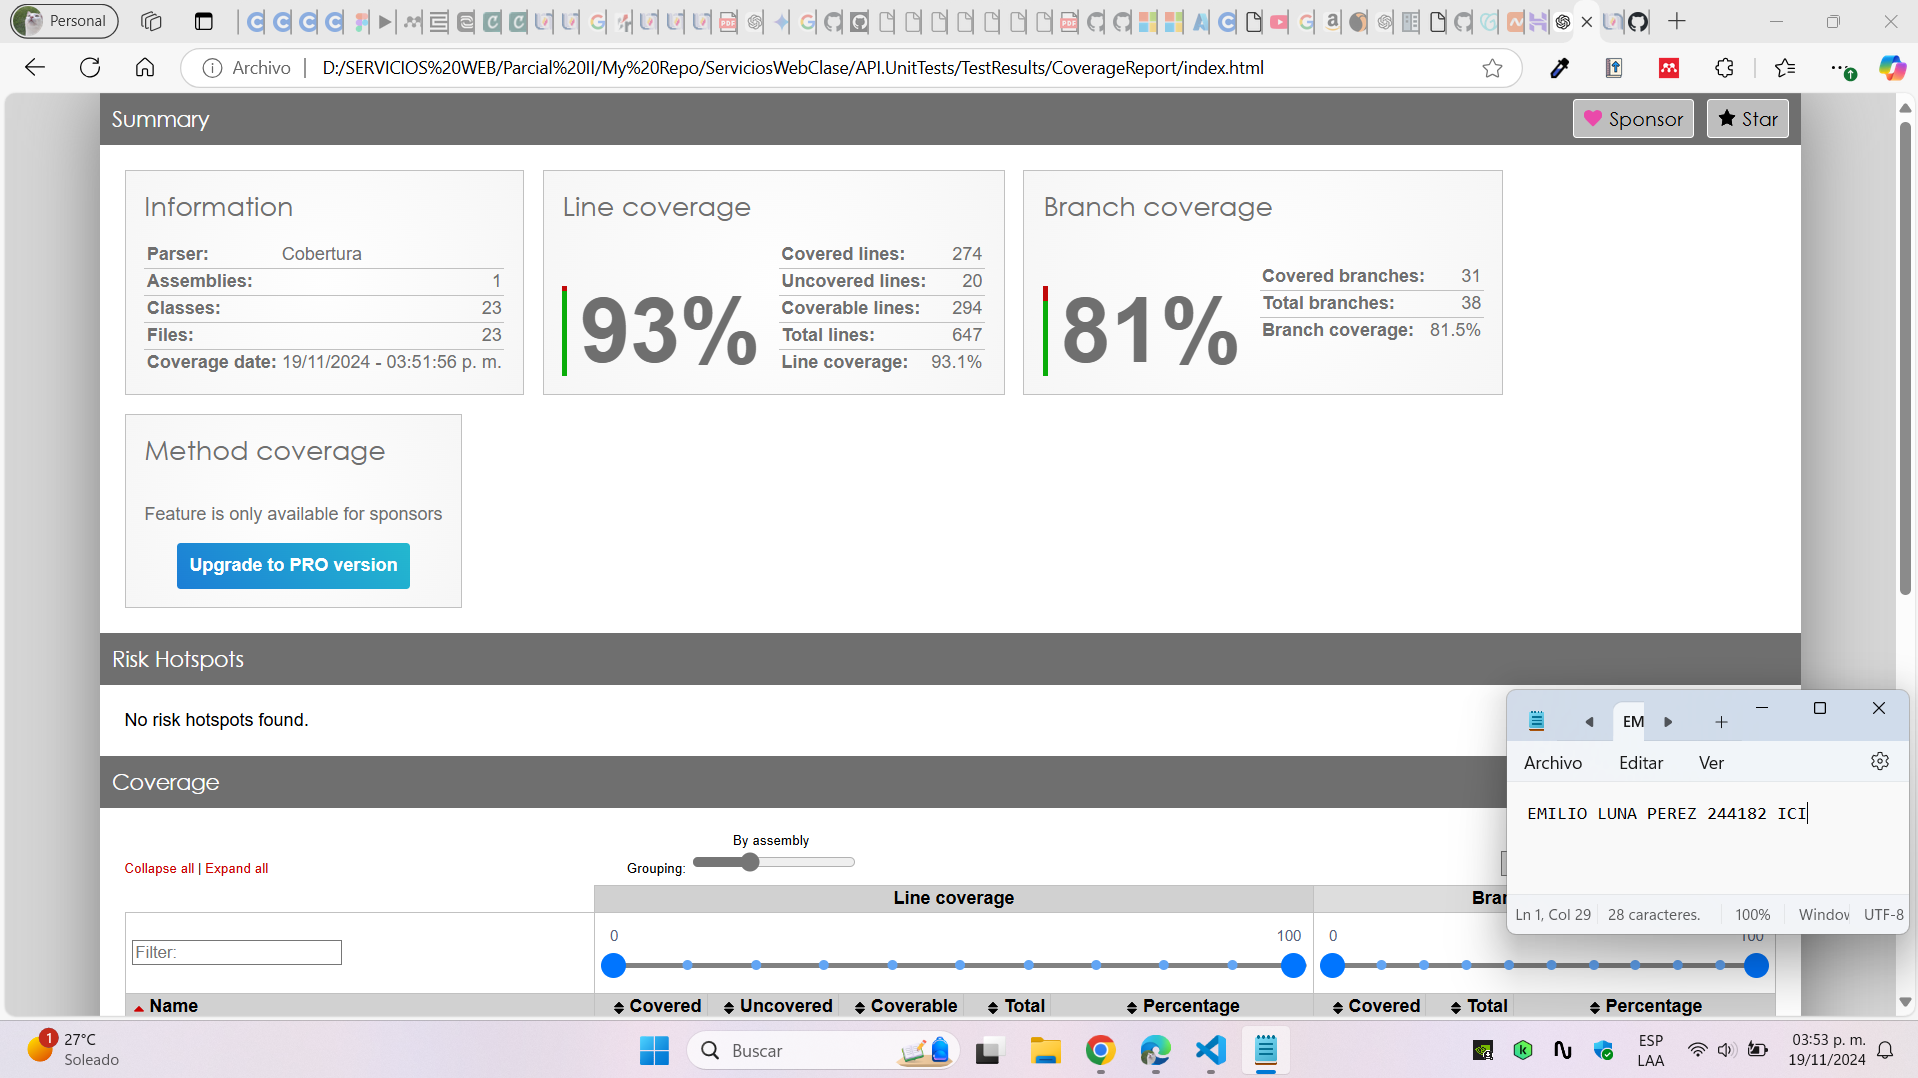 Personal
Archivo
D:/SERVICIOS%20WEB/Parcial%20II/My%20Repo/ServiciosWebClase/API.UnitTests/TestResults/CoverageReport/index.html
Summary
Sponsor
Star
Information
Parser: Cobertura
Assemblies: 1
Classes: 23
Files: 23
Coverage date: 19/11/2024 - 03:51:56 p. m.
Line coverage
93%
Covered lines: 274
Uncovered lines: 20
Coverable lines: 294
Total lines: 647
Line coverage: 93.1%
Branch coverage
81%
Covered branches: 31
Total branches: 38
Branch coverage: 81.5%
Method coverage
Feature is only available for sponsors
Upgrade to PRO version
Risk Hotspots
No risk hotspots found.
Coverage
Collapse all | Expand all
By assembly
Grouping:
Line coverage
Bran
Filter:
0 100
0 100
Name Covered Uncovered Coverable Total Percentage Covered Total Percentage
EM
Archivo Editar Ver
EMILIO LUNA PEREZ 244182 ICI
Ln 1, Col 29 28 caracteres. 100% Window UTF-8
1
27°C
Soleado
Buscar
ESP
LAA
03:53 p. m.
19/11/2024